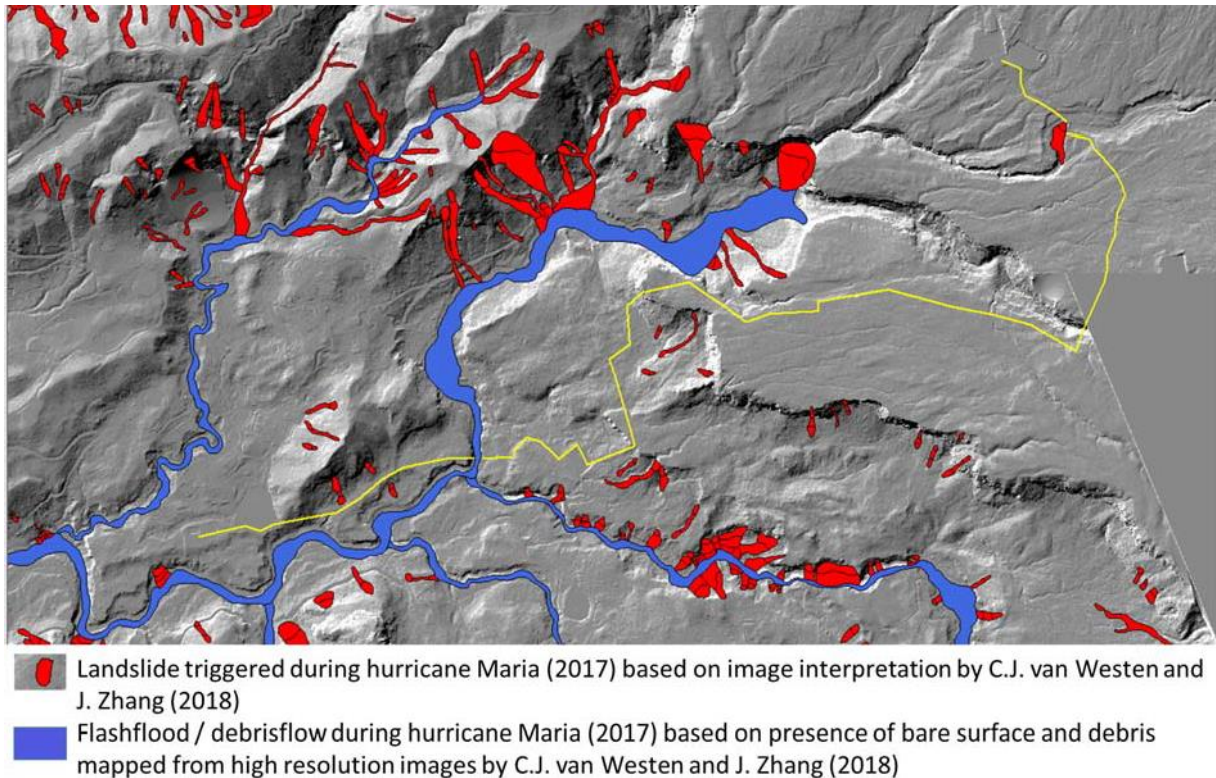 Landslide triggered during hurricane Maria (2017) based on image interpretation by C.J. van Westen and
J. Zhang (2018)
Flashflood / debrisflow during hurricane Maria (2017) based on presence of bare surface and debris
mapped from high resolution images by C.J. van Westen and J. Zhang (2018)